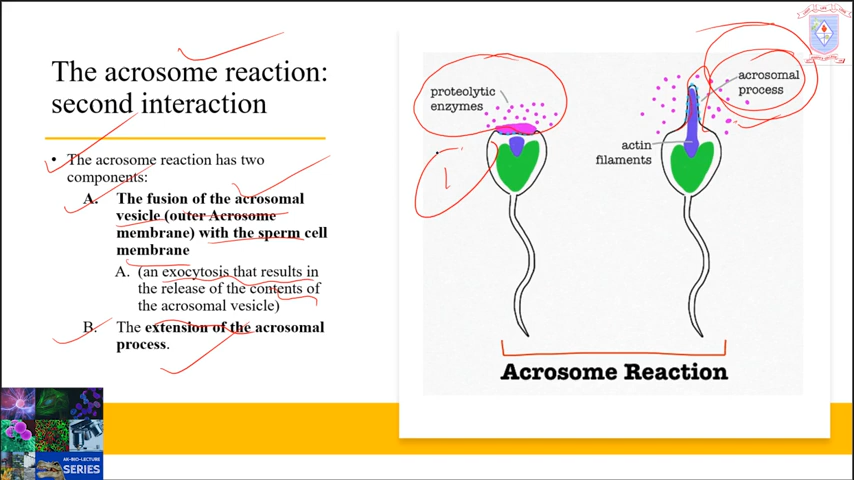 The acrosome reaction:
second interaction
• The acrosome reaction has two
components:
A. The fusion of the acrosomal
vesicle (outer Acrosome
membrane) with the sperm cell
membrane
A. (an exocytosis that results in
the release of the contents of
the acrosomal vesicle)
B. The extension of the acrosomal
process.
proteolytic
enzymes
1
acrosomal
process
actin
filaments
Acrosome Reaction
AK-BIO-LECTURE
SERIES